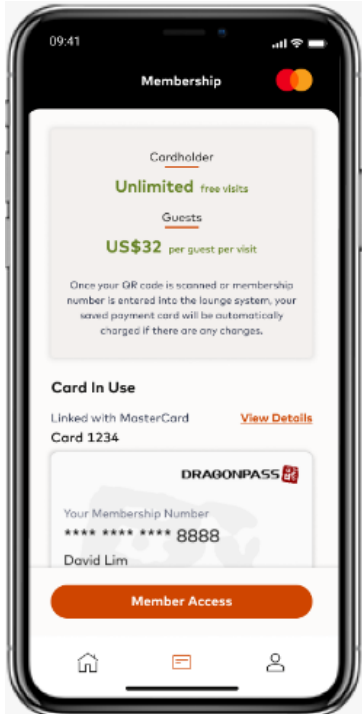 09:41
Membership
Cardholder
Unlimited free visits
Guests
US$32 per guest per visit
Once your QR code is scanned or membership
number is entered into the lounge system, your
saved payment card will be automatically
charged if there are any changes.
Card In Use
Linked with MasterCard View Details
Card 1234
DRAGONPASS
Your Membership Number
**** **** **** 8888
David Lim
Member Access